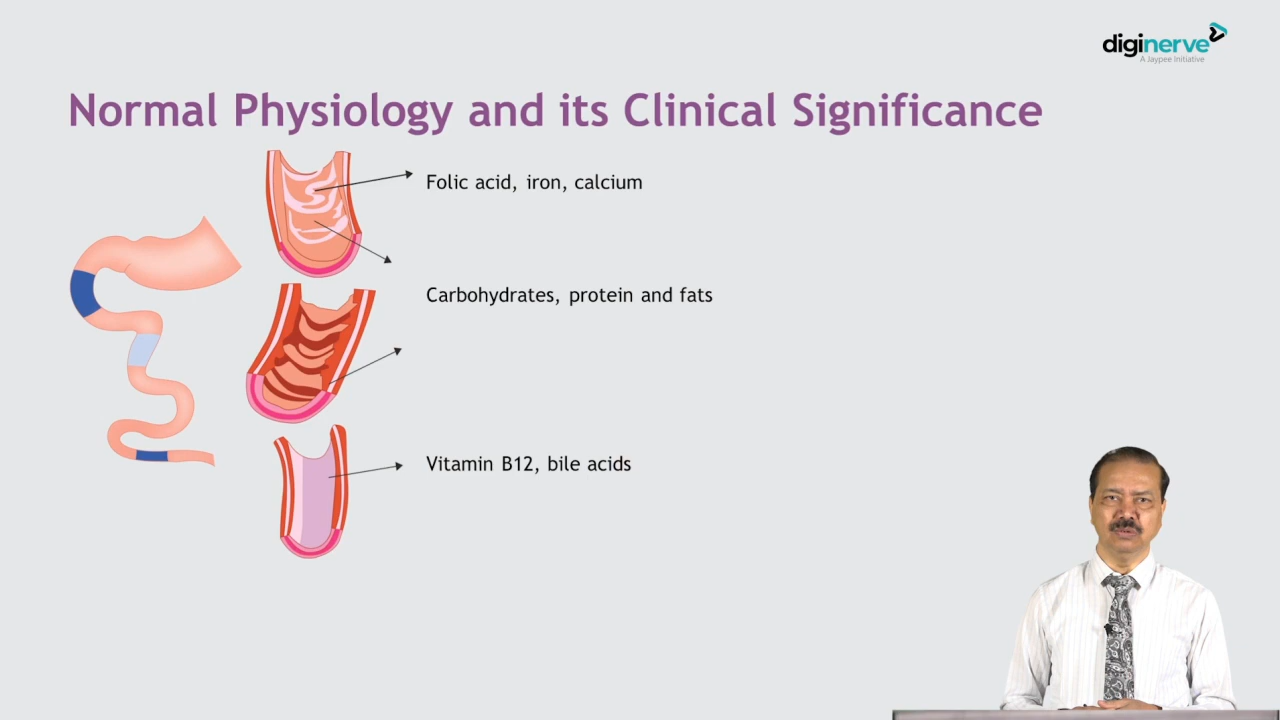 diginerve
A Jaypee Initiative
Normal Physiology and its Clinical Significance
Folic acid, iron, calcium
Carbohydrates, protein and fats
Vitamin B12, bile acids